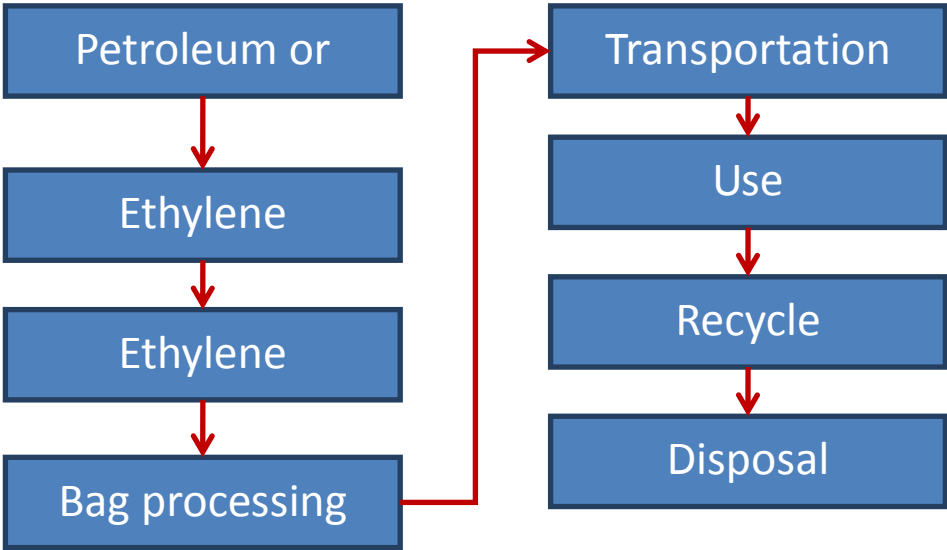 Petroleum or
Ethylene
Ethylene
Bag processing
Transportation
Use
Recycle
Disposal